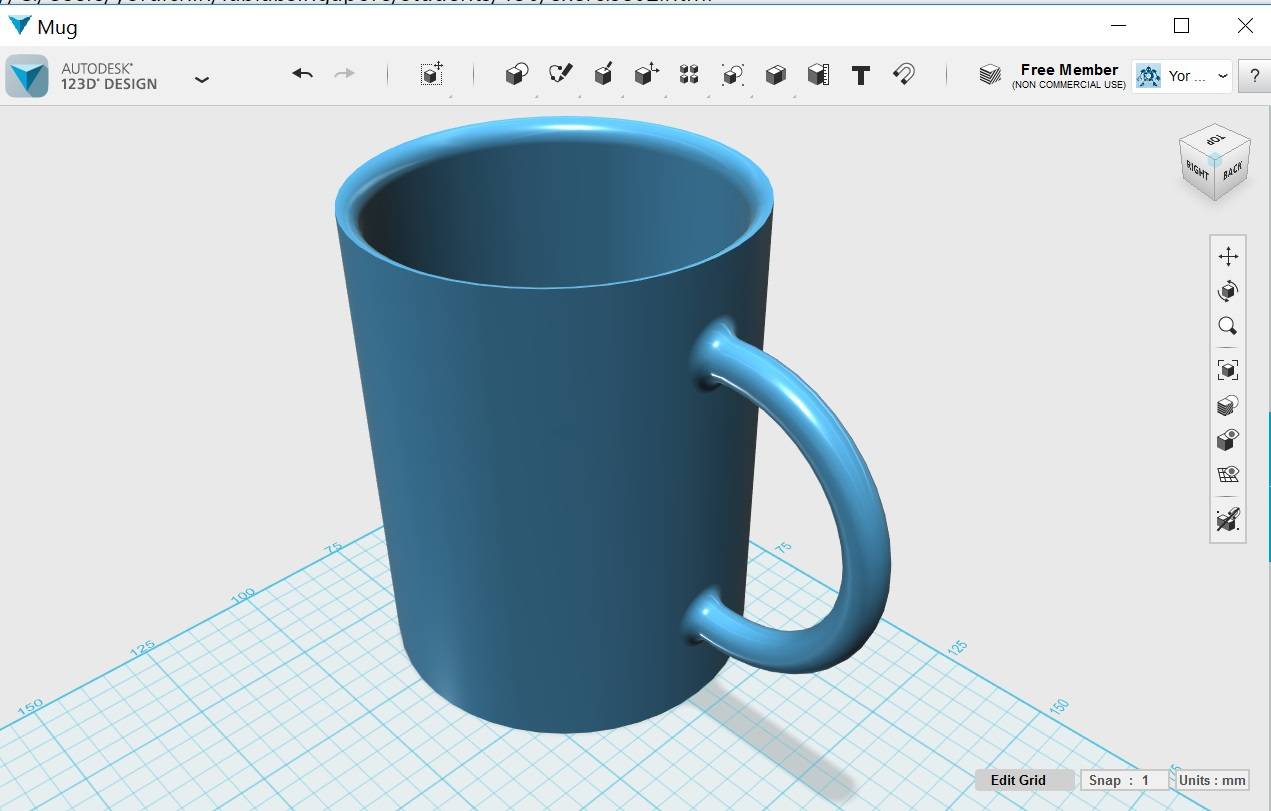 Mug
AUTODESK®
123D® DESIGN
T
Free Member
(NON COMMERCIAL USE)
Yor ...
?
TOP
RIGHT
BACK
75
100
125
150
75
125
150
Edit Grid
Snap : 1
Units : mm